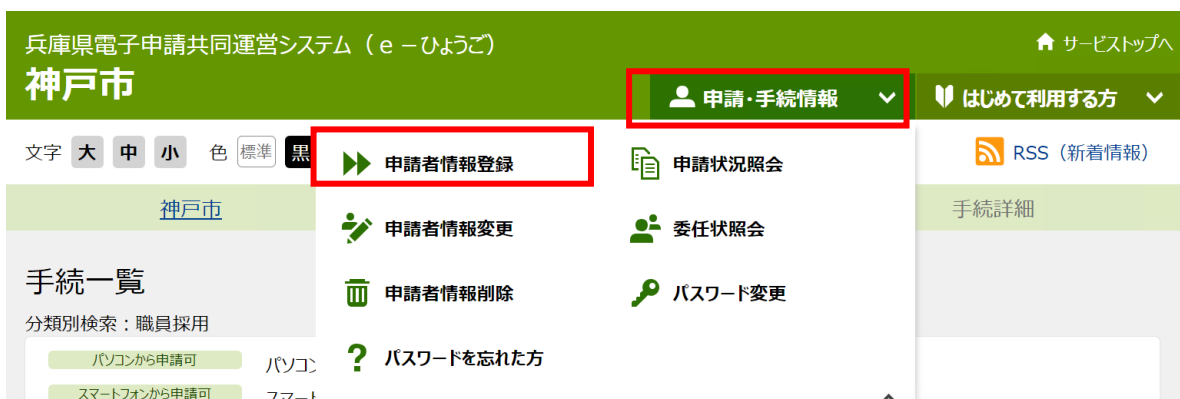 兵庫県電子申請共同運営システム（e－ひょうご）
サービストップへ
神戸市
申請・手続情報
はじめて利用する方
文字 大 中 小 色 標準 黒
RSS（新着情報）
申請者情報登録
申請状況照会
神戸市
手続詳細
申請者情報変更
委任状照会
手続一覧
申請者情報削除
パスワード変更
分類別検索：職員採用
パソコンから申請可
パソコン
パスワードを忘れた方
スマートフォンから申請可
スマート